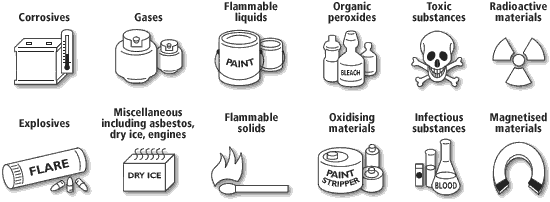 Corrosives
Gases
Flammable
liquids
Organic
peroxides
Toxic
substances
Radioactive
materials
PAINT
BLEACH
Explosives
Miscellaneous
including asbestos,
dry ice, engines
Flammable
solids
Oxidising
materials
Infectious
substances
Magnetised
materials
FLARE
DRY ICE
PAINT
STRIPPER
BLOOD